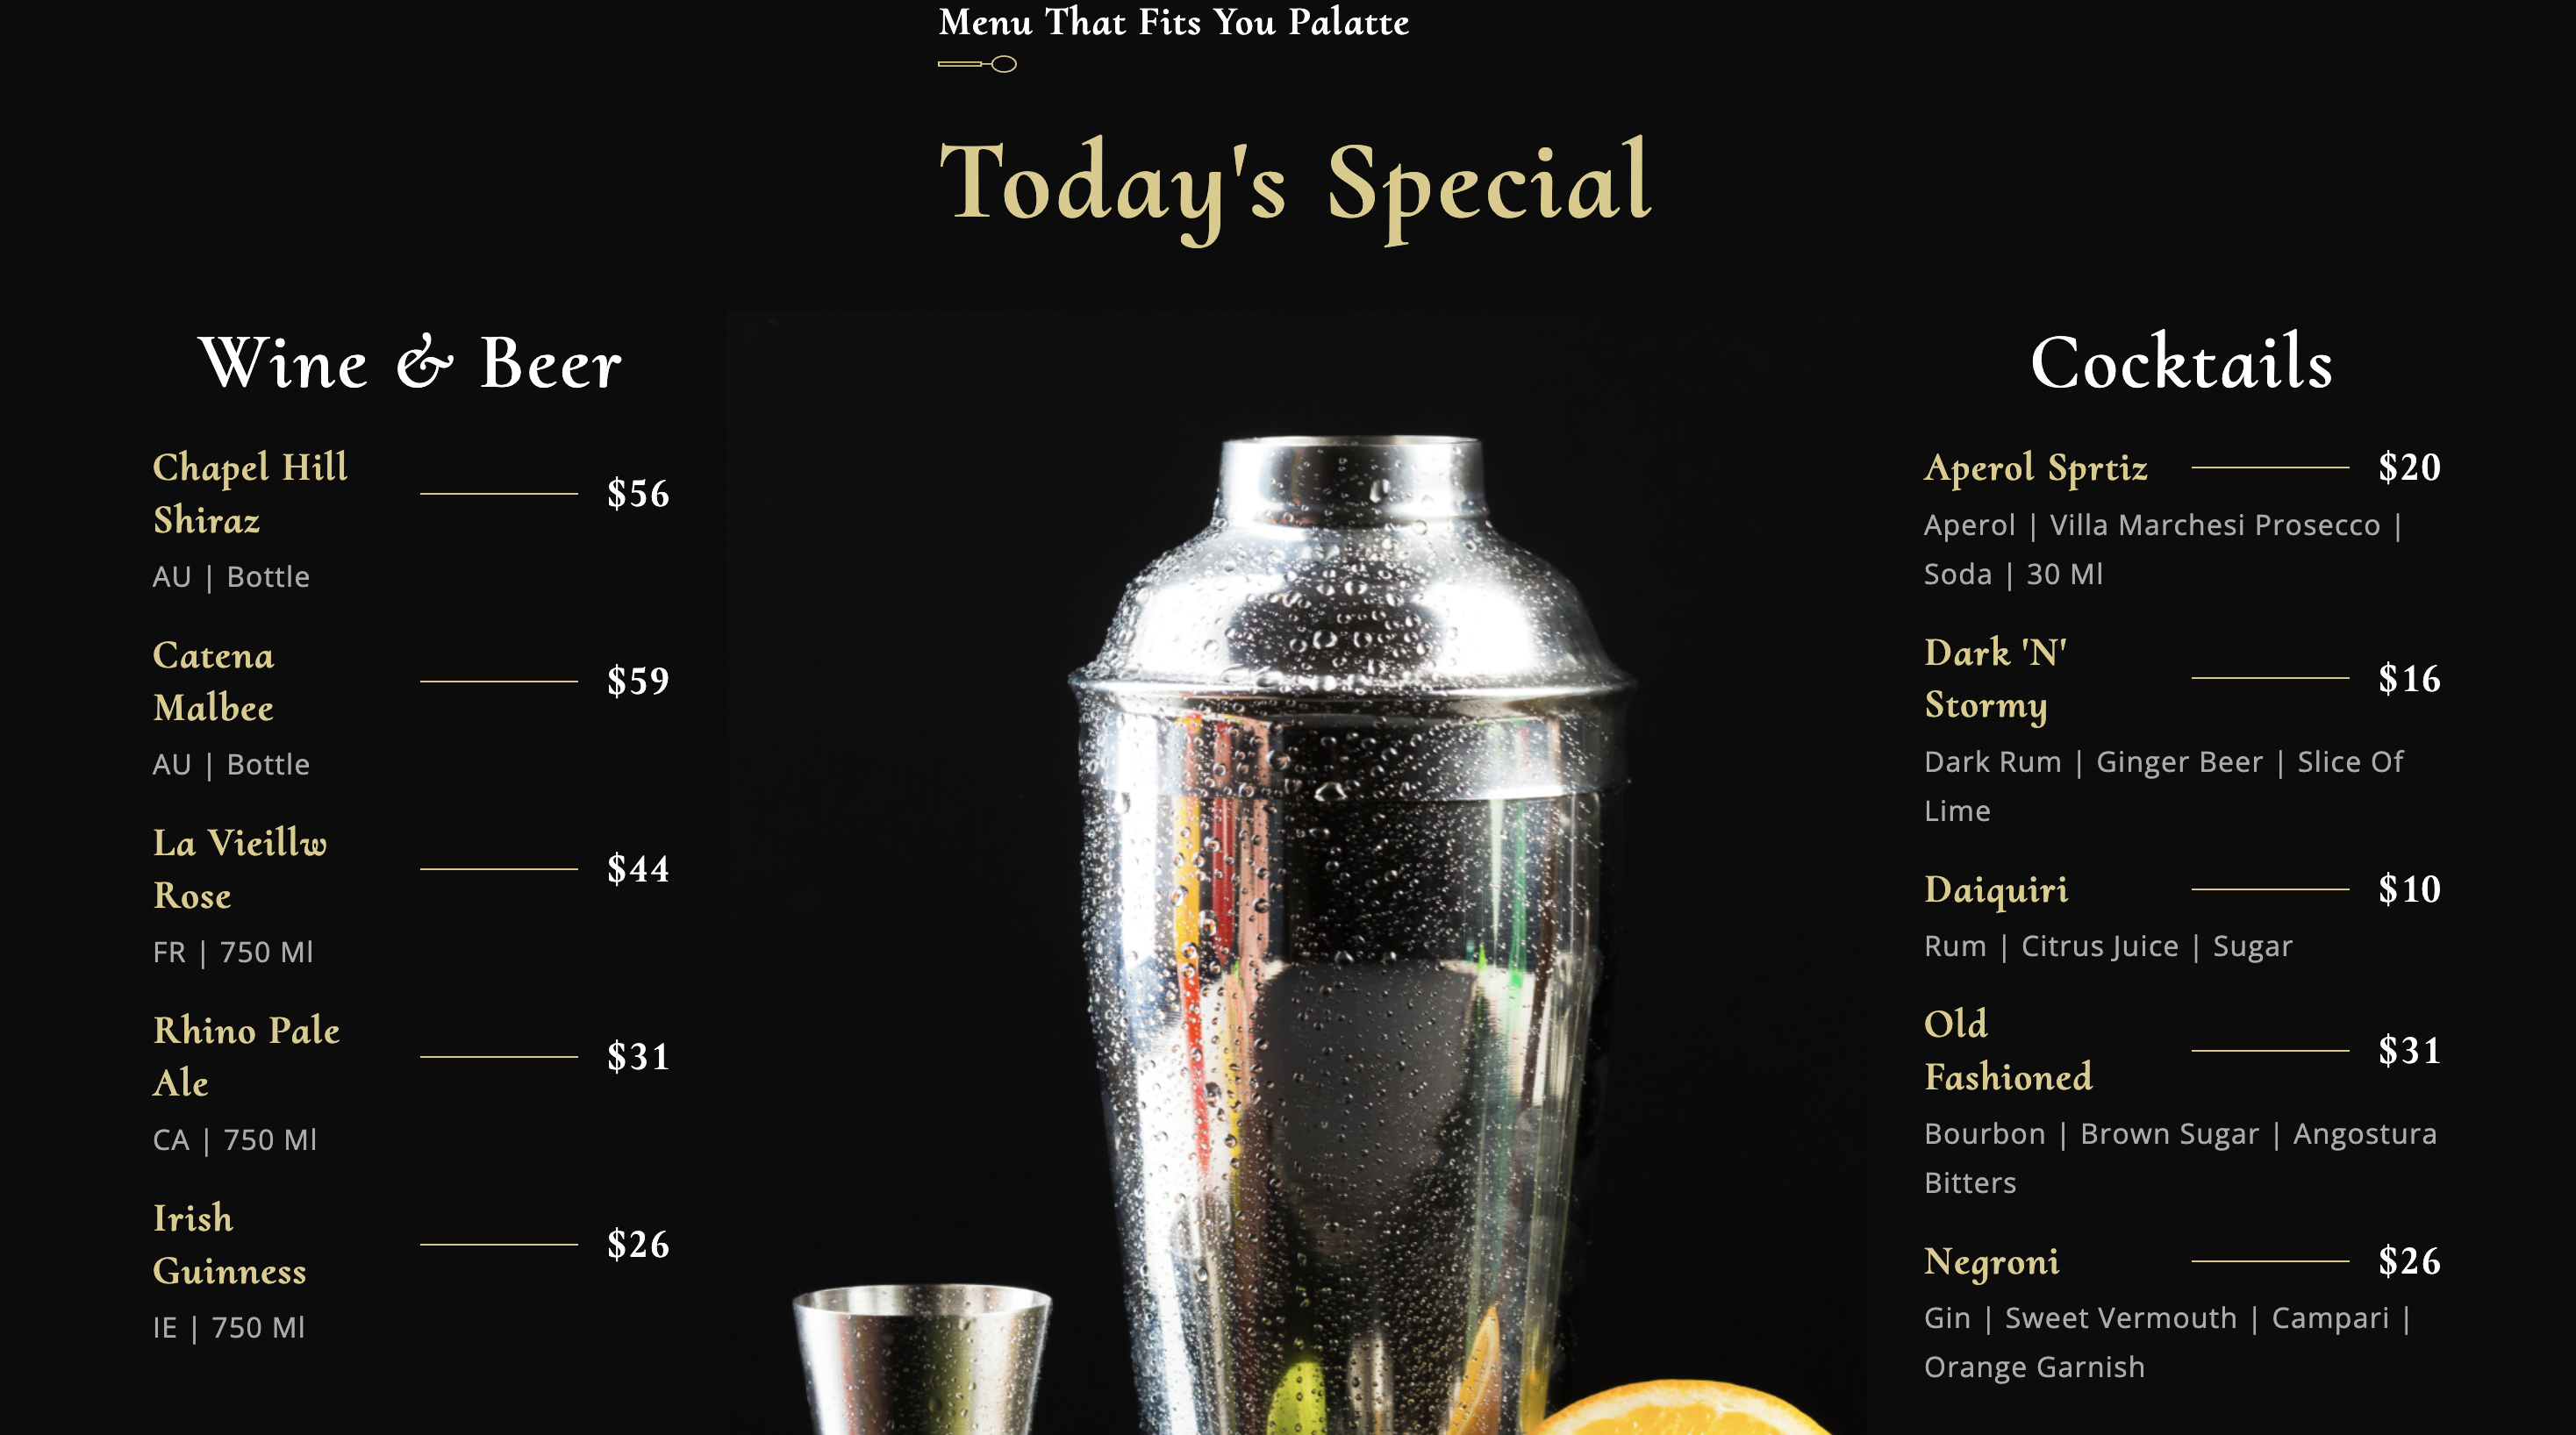 Menu That Fits You Palatte
Today's Special
Wine & Beer
Chapel Hill
Shiraz
$56
AU | Bottle
Catena
Malbee
$59
AU | Bottle
La Vieillw
Rose
$44
FR | 750 Ml
Rhino Pale
Ale
$31
CA | 750 Ml
Irish
Guinness
$26
IE | 750 Ml
Cocktails
Aperol Sprtiz $20
Aperol | Villa Marchesi Prosecco |
Soda | 30 Ml
Dark 'N'
Stormy
$16
Dark Rum | Ginger Beer | Slice Of
Lime
Daiquiri $10
Rum | Citrus Juice | Sugar
Old
Fashioned
$31
Bourbon | Brown Sugar | Angostura
Bitters
Negroni $26
Gin | Sweet Vermouth | Campari |
Orange Garnish